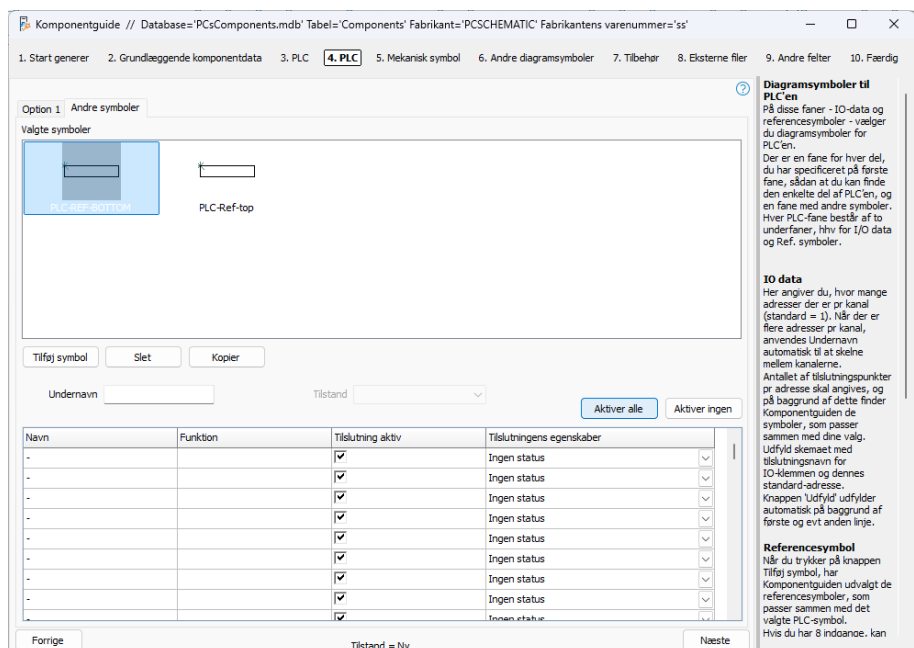 Komponentguide // Database='PCsComponents.mdb' Tabel='Components' Fabrikant='PCSCHEMATIC' Fabrikantens varenummer='ss'
1. Start generer 2. Grundlæggende komponentdata 3. PLC 4. PLC 5. Mekanisk symbol 6. Andre diagramsymboler 7. Tilbehør 8. Eksterne filer 9. Andre felter 10. Færdig
Option 1 Andre symboler
Valgte symboler
PLC-REF-BOTTOM PLC-Ref-top
Tilføj symbol Slet Kopier
Undernavn Tilstand
Aktiver alle Aktiver ingen
Navn Funktion Tilslutning aktiv Tilslutningens egenskaber
- Ingen status
- Ingen status
- Ingen status
- Ingen status
- Ingen status
- Ingen status
- Ingen status
- Ingen status
- Ingen status
Forrige Tilstand = Ny Næste
Diagramsymboler til
PLC'en
På disse faner - IO-data og
referencesymboler - vælger
du diagramsymboler for
PLC'en.
Der er en fane for hver del,
du har specificeret på første
fane, sådan at du kan finde
den enkelte del af PLC'en, og
en fane med andre symboler.
Hver PLC-fane består af to
underfaner, hhv for I/O data
og Ref. symboler.
IO data
Her angiver du, hvor mange
adresser der er pr kanal
(standard = 1). Når der er
flere adresser pr kanal,
anvendes Undernavn
automatisk til at skelne
mellem kanalerne.
Antallet af tilslutningspunkter
pr adresse skal angives, og
på baggrund af dette finder
Komponentguiden de
symboler, som passer
sammen med dine valg.
Udfyld skemaet med
tilslutningsnavn for
IO-klemmen og dennes
standard-adresse.
Knappen 'Udfyld' udfylder
automatisk på baggrund af
første og evt anden linje.
Referencesymbol
Når du trykker på knappen
Tilføj symbol, har
Komponentguiden udvalgt de
referencesymboler, som
passer sammen med det
valgte PLC-symbol.
Hvis du har 8 indgange, kan